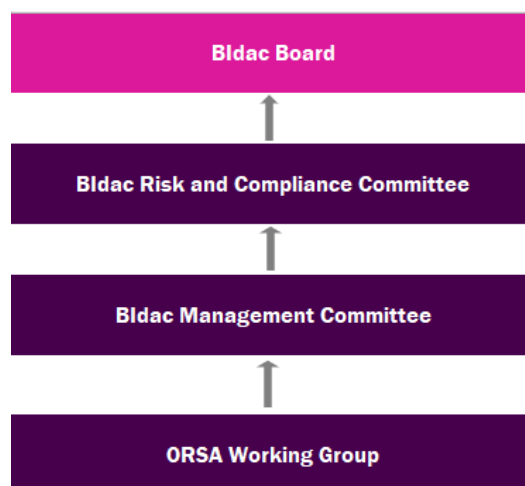 BIdac Board
BIdac Risk and Compliance Committee
BIdac Management Committee
ORSA Working Group